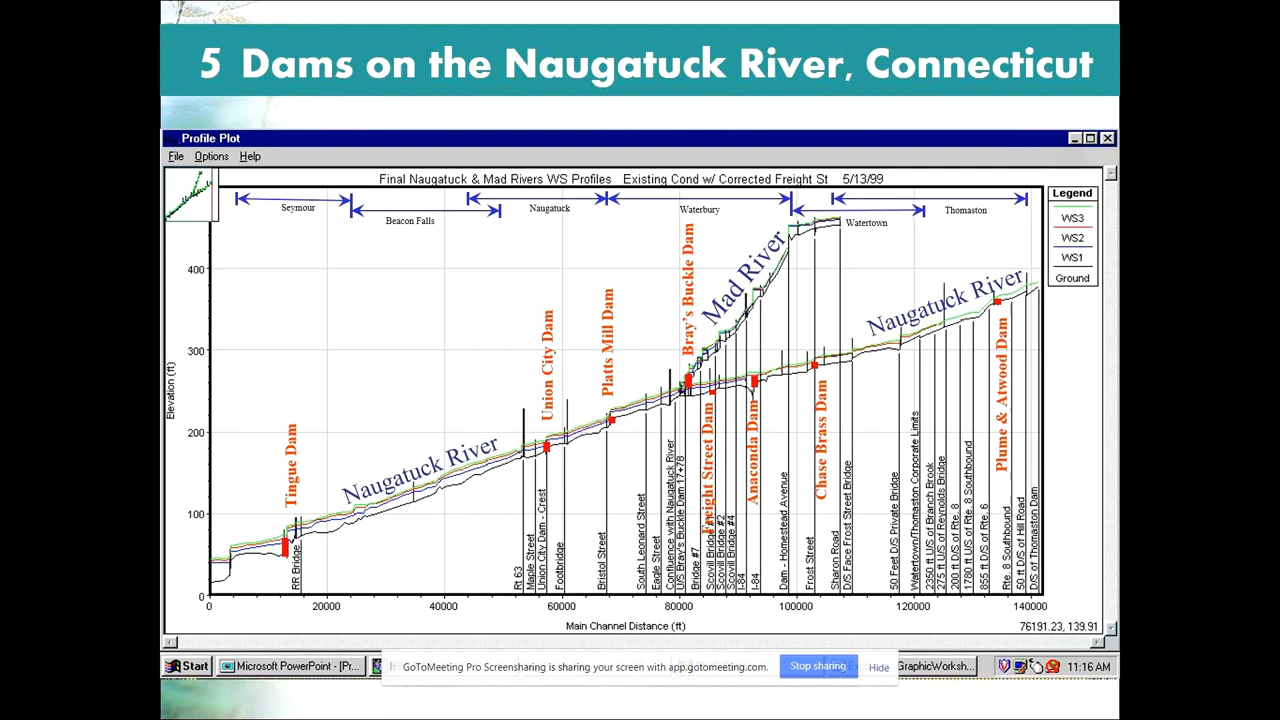 5 Dams on the Naugatuck River, Connecticut
Profile Plot
File Options Help
Final Naugatuck & Mad Rivers WS Profiles Existing Cond w/ Corrected Freight St 5/13/99
Seymour
Beacon Falls
Naugatuck
Waterbury
Watertown
Thomaston
Legend
WS3
WS2
WS1
Ground
Elevation (ft)
400
300
200
100
0
Tingue Dam
Naugatuck River
Union City Dam
Platts Mill Dam
Bray's Buckle Dam
Mad River
Freight Street Dam
Anaconda Dam
Chase Brass Dam
Naugatuck River
Plume & Atwood Dam
RR Bridge
Rt 63
Maple Street
Union City Dam - Crest
Footbridge
Bristol Street
South Leonard Street
Eagle Street
Confluence with Naugatuck River
U/S Bray's Buckle Dam 17+78
Bridge #7
Scovill Bridge #2
Scovill Bridge #4
I-84
I-84
Dam - Homestead Avenue
Frost Street
Sharon Road
D/S Face Frost Street Bridge
50 Feet D/S Private Bridge
Watertown/Thomaston Corporate Limits
2350 ft U/S of Branch Brook
275 ft U/S of Reynolds Bridge
200 ft D/S of Rte. 8
1780 ft U/S of Rte. 8 Southbound
855 ft D/S of Rte. 6
Rte. 8 Southbound
50 ft D/S of Hill Road
D/S of Thomaston Dam
0 20000 40000 60000 80000 100000 120000 140000
Main Channel Distance (ft)
76191.23, 139.91
Start
Microsoft PowerPoint - [Pr...
GoToMeeting Pro Screensharing is sharing your screen with app.gotomeeting.com.
Stop sharing
Hide
GraphicWorksh...
11:16 AM